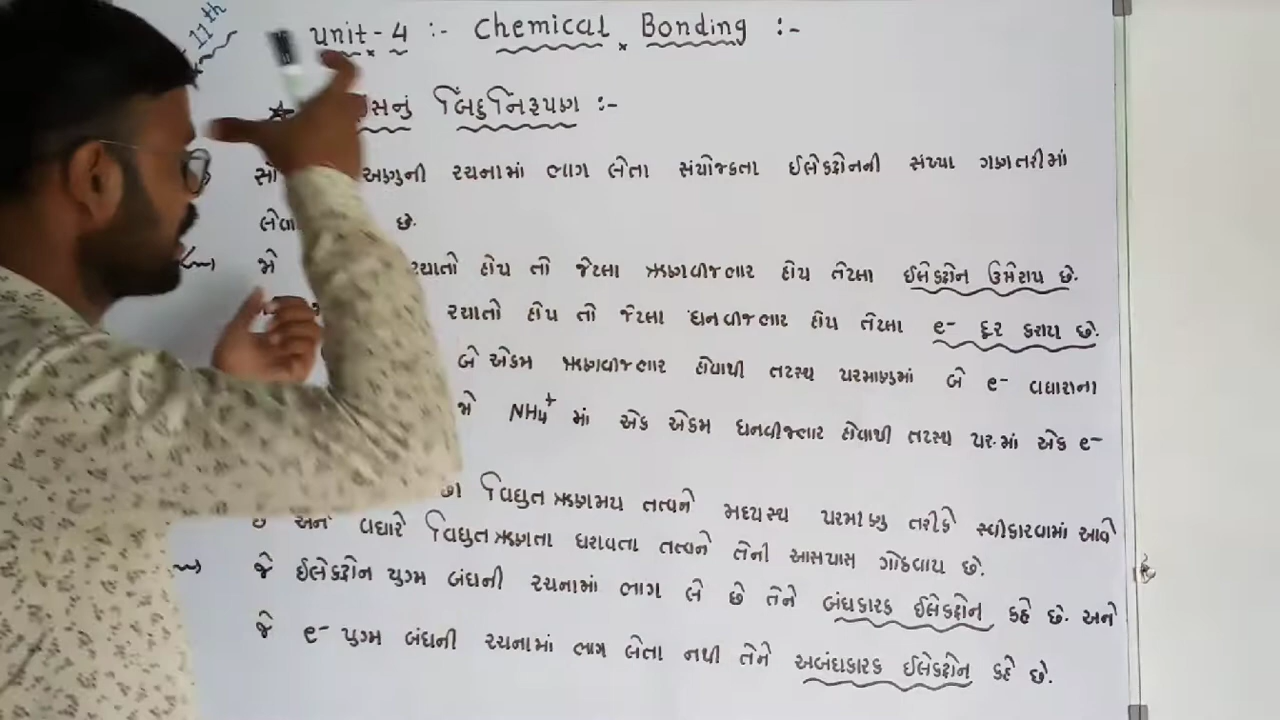 11th
Unit-4 :- Chemical Bonding :-
સનું બિંદુનિરૂપણ :-
સૌ અણુની રચનામાં ભાગ લેતા સંયોજકતા ઈલેક્ટ્રોનની સંખ્યા ગણતરીમાં
લેવા છે.
જો રચાતો હોય તો જેટલા ઋણવીજભાર હોય તેટલા ઈલેક્ટ્રોન ઉમેરાય છે.
રચાતો હોય તો જેટલા ધનવીજભાર હોય તેટલા e- દૂર કરાય છે.
બે એકમ ઋણવીજભાર હોવાથી તટસ્થ પરમાણુમાં બે e- વધારાના
જો NH4+ માં એક એકમ ધનવીજભાર હોવાથી તટસ્થ પર.માં એક e-
વિદ્યુતઋણમય તત્વને મધ્યસ્થ પરમાણુ તરીકે સ્વીકારવામાં આવે
છે અને વધારે વિદ્યુતઋણતા ધરાવતા તત્વને તેની આસપાસ ગોઠવાય છે.
જે ઈલેક્ટ્રોન યુગ્મ બંધની રચનામાં ભાગ લે છે તેને બંધકારક ઈલેક્ટ્રોન કહે છે. અને
જે e- યુગ્મ બંધની રચનામાં ભાગ લેતા નથી તેને અબંધકારક ઈલેક્ટ્રોન કહે છે.